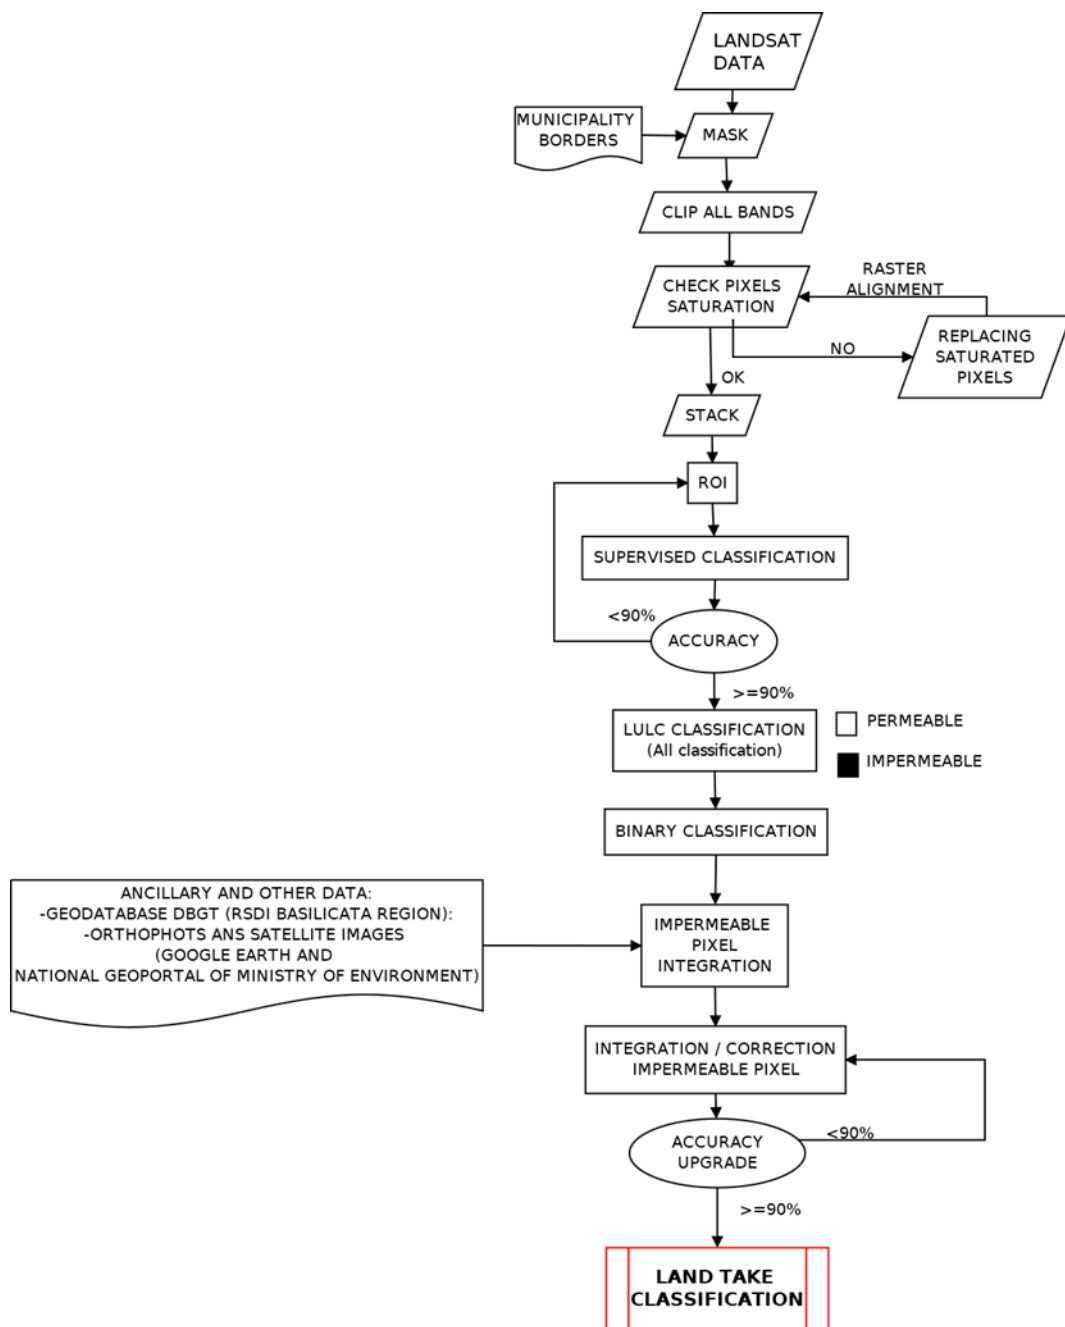 LANDSAT
DATA
MUNICIPALITY
BORDERS
MASK
CLIP ALL BANDS
CHECK PIXELS
SATURATION
RASTER
ALIGNMENT
REPLACING
SATURATED
PIXELS
NO
OK
STACK
ROI
SUPERVISED CLASSIFICATION
<90%
ACCURACY
>=90%
LULC CLASSIFICATION
(All classification)
PERMEABLE
IMPERMEABLE
BINARY CLASSIFICATION
ANCILLARY AND OTHER DATA:
-GEODATABASE DBGT (RSDI BASILICATA REGION):
-ORTHOPHOTS ANS SATELLITE IMAGES
(GOOGLE EARTH AND
NATIONAL GEOPORTAL OF MINISTRY OF ENVIRONMENT)
IMPERMEABLE
PIXEL
INTEGRATION
INTEGRATION / CORRECTION
IMPERMEABLE PIXEL
ACCURACY
UPGRADE
<90%
>=90%
LAND TAKE
CLASSIFICATION